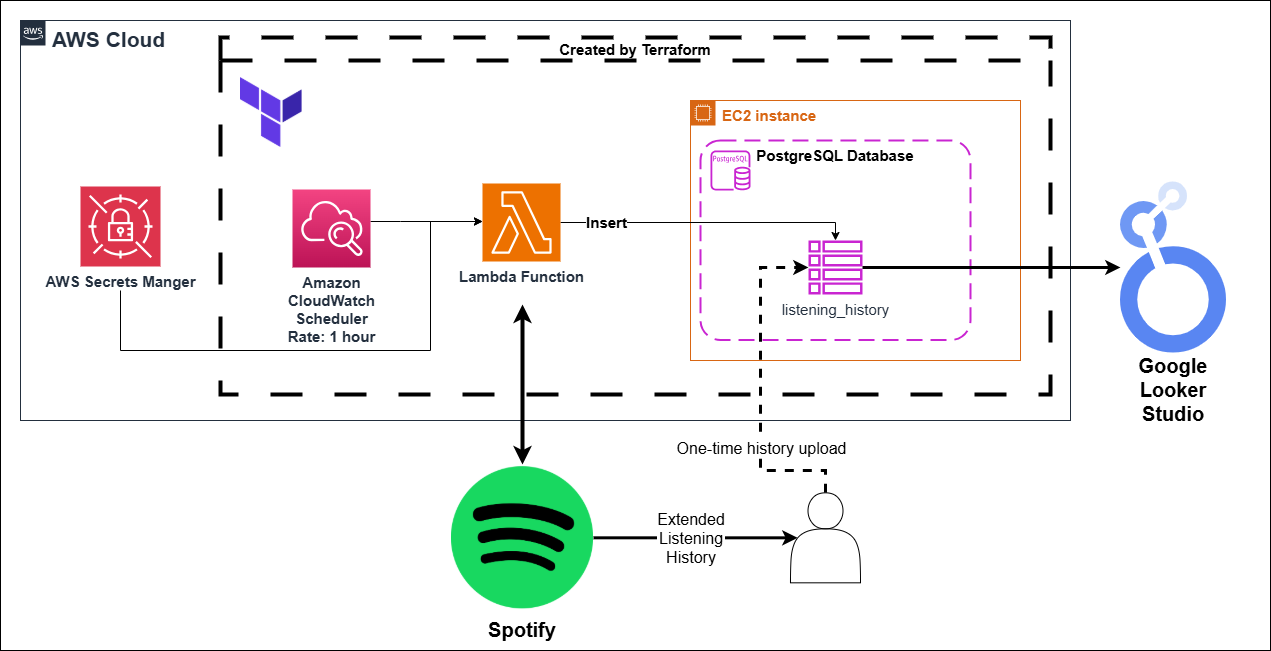 aws
AWS Cloud
Created by Terraform
EC2 instance
PostgreSQL
PostgreSQL Database
AWS Secrets Manger
Amazon
CloudWatch
Scheduler
Rate: 1 hour
Lambda Function
Insert
listening_history
Google
Looker
Studio
One-time history upload
Extended
Listening
History
Spotify